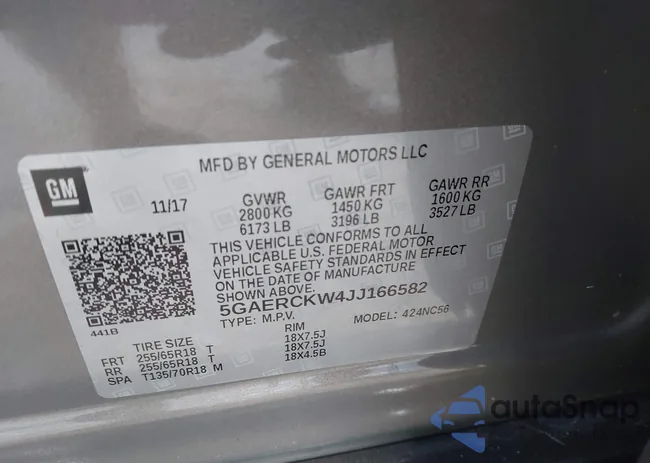 MFD BY GENERAL MOTORS LLC
GM
11/17 GVWR GAWR FRT GAWR RR
2800 KG 1450 KG 1600 KG
6173 LB 3196 LB 3527 LB
THIS VEHICLE CONFORMS TO ALL
APPLICABLE U.S. FEDERAL MOTOR
VEHICLE SAFETY STANDARDS IN EFFECT
ON THE DATE OF MANUFACTURE
SHOWN ABOVE.
5GAERCKW4JJ166582
TYPE: M.P.V. MODEL: 424NC56
441B
TIRE SIZE RIM
FRT 255/65R18 T 18X7.5J
RR 255/65R18 T 18X7.5J
SPA T135/70R18 M 18X4.5B
autoSnap